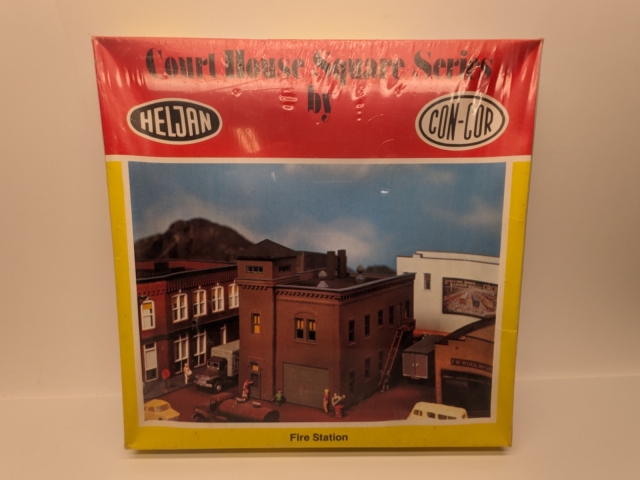 Court House Square Series
by
HELJAN
CON-COR
Fire Station